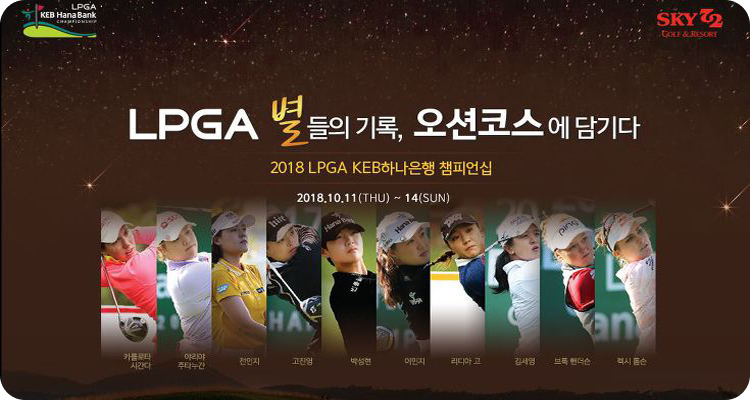 LPGA
KEB Hana Bank
CHAMPIONSHIP
SKY72
GOLF & RESORT
LPGA 별들의 기록, 오션코스에 담기다
2018 LPGA KEB하나은행 챔피언십
2018.10.11(THU) ~ 14(SUN)
카를로타
시간다
아리야
주타누간
전인지
고진영
박성현
이민지
리디아 고
김세영
브룩 헨더슨
렉시 톰슨